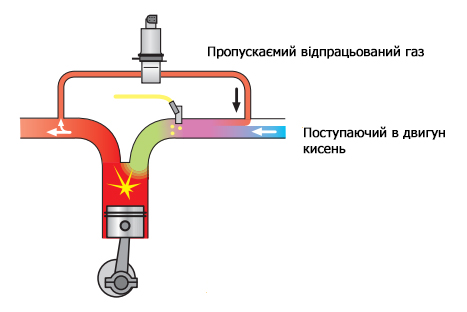 Пропускаємий відпрацьований газ
Поступаючий в двигун
кисень